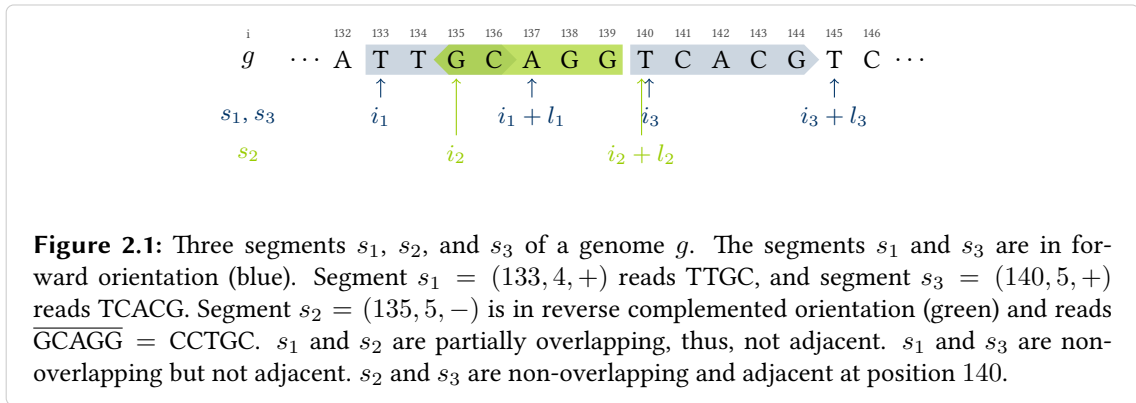 i 132 133 134 135 136 137 138 139 140 141 142 143 144 145 146
g ··· A T T G C A G G T C A C G T C ···
s₁, s₃ i₁ i₁ + l₁ i₃ i₃ + l₃
s₂ i₂ i₂ + l₂
Figure 2.1: Three segments s₁, s₂, and s₃ of a genome g. The segments s₁ and s₃ are in for-
ward orientation (blue). Segment s₁ = (133, 4, +) reads TTGC, and segment s₃ = (140, 5, +)
reads TCACG. Segment s₂ = (135, 5, −) is in reverse complemented orientation (green) and reads
G̅C̅A̅G̅G̅ = CCTGC. s₁ and s₂ are partially overlapping, thus, not adjacent. s₁ and s₃ are non-
overlapping but not adjacent. s₂ and s₃ are non-overlapping and adjacent at position 140.